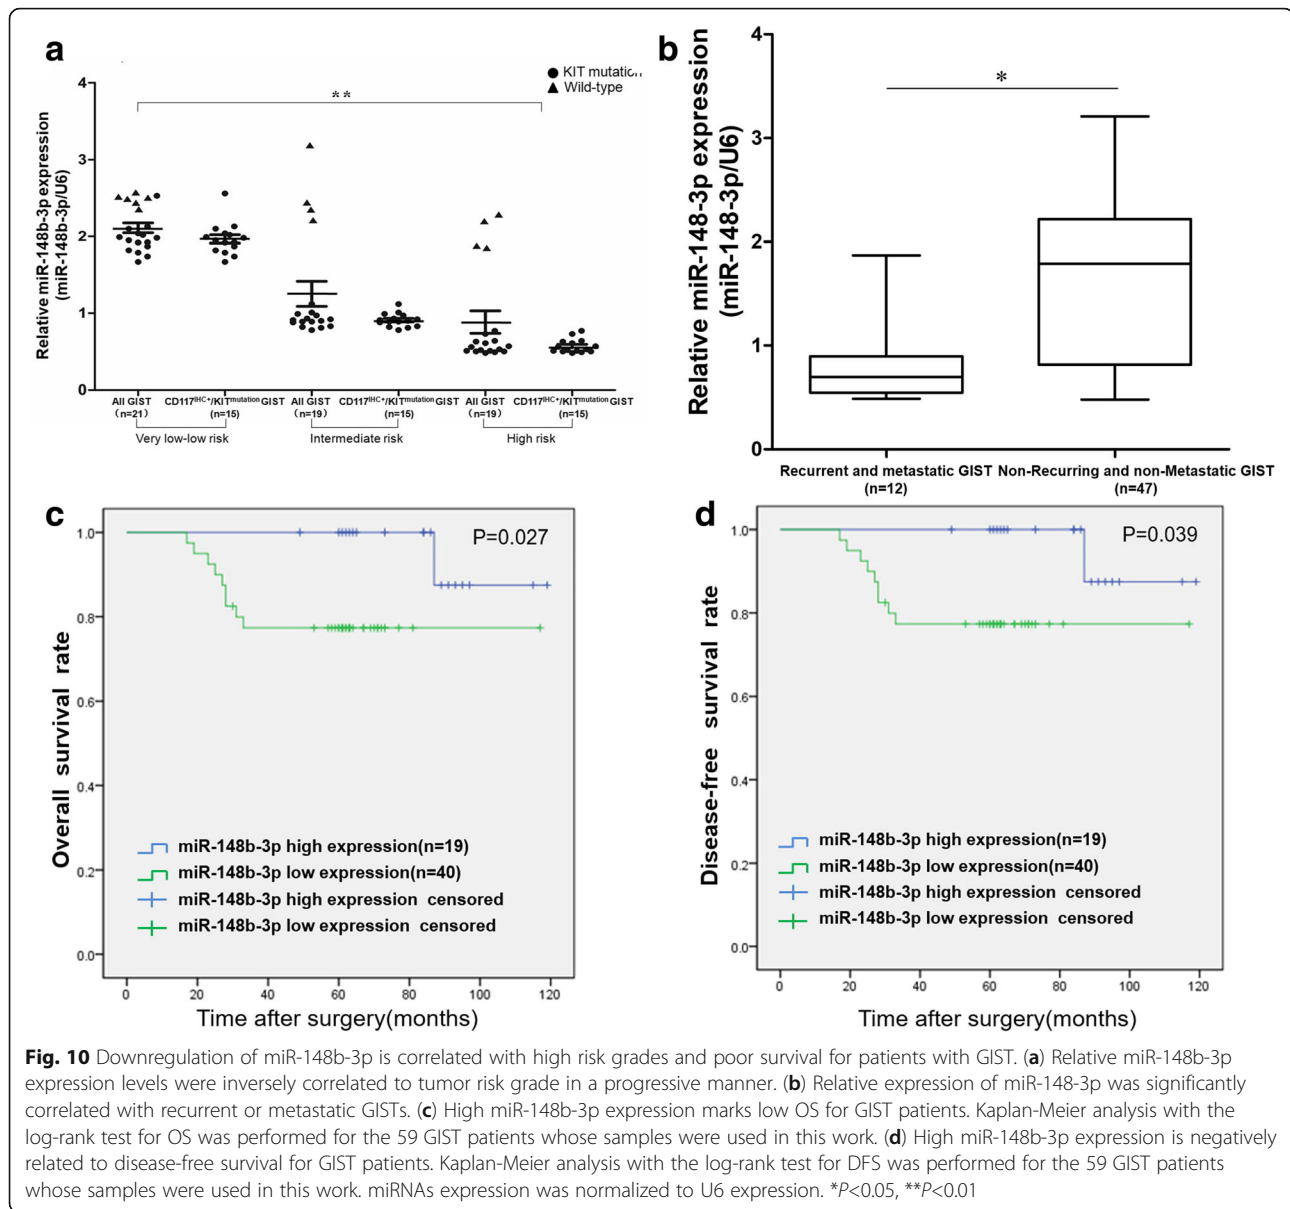 a
KIT mutation
Wild-type
**
Relative miR-148b-3p expression
(miR-148b-3p/U6)
4
3
2
1
0
All GIST CD117IHC+/KITmutation GIST All GIST CD117IHC+/KITmutation GIST All GIST CD117IHC+/KITmutation GIST
(n=21) (n=15) (n=19) (n=15) (n=19) (n=15)
Very low-low risk Intermediate risk High risk
b
*
Relative miR-148-3p expression
(miR-148-3p/U6)
4
3
2
1
0
Recurrent and metastatic GIST Non-Recurring and non-Metastatic GIST
(n=12) (n=47)
c
P=0.027
Overall survival rate
1.0
0.8
0.6
0.4
0.2
0.0
miR-148b-3p high expression(n=19)
miR-148b-3p low expression(n=40)
miR-148b-3p high expression censored
miR-148b-3p low expression censored
0 20 40 60 80 100 120
Time after surgery(months)
d
P=0.039
Disease-free survival rate
1.0
0.8
0.6
0.4
0.2
0.0
miR-148b-3p high expression(n=19)
miR-148b-3p low expression(n=40)
miR-148b-3p high expression censored
miR-148b-3p low expression censored
0 20 40 60 80 100 120
Time after surgery(months)
Fig. 10 Downregulation of miR-148b-3p is correlated with high risk grades and poor survival for patients with GIST. (a) Relative miR-148b-3p
expression levels were inversely correlated to tumor risk grade in a progressive manner. (b) Relative expression of miR-148-3p was significantly
correlated with recurrent or metastatic GISTs. (c) High miR-148b-3p expression marks low OS for GIST patients. Kaplan-Meier analysis with the
log-rank test for OS was performed for the 59 GIST patients whose samples were used in this work. (d) High miR-148b-3p expression is negatively
related to disease-free survival for GIST patients. Kaplan-Meier analysis with the log-rank test for DFS was performed for the 59 GIST patients
whose samples were used in this work. miRNAs expression was normalized to U6 expression. *P<0.05, **P<0.01